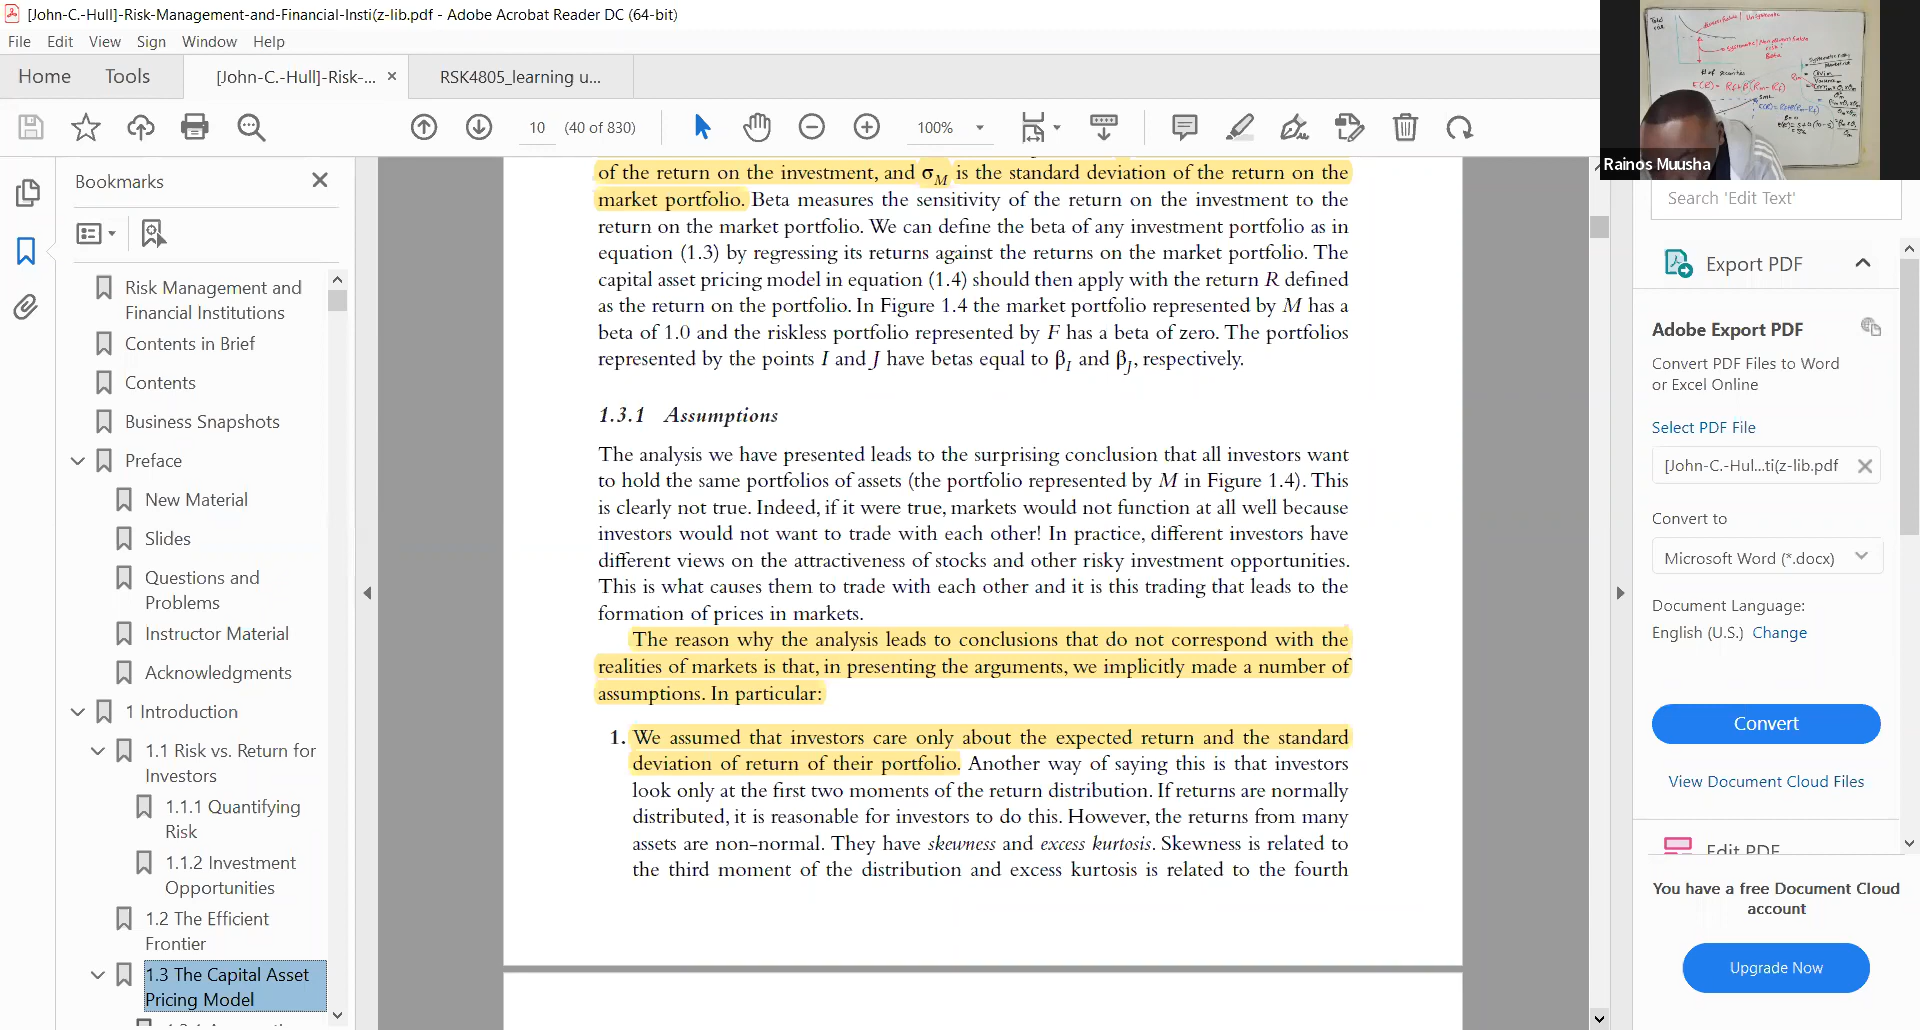 [John-C.-Hull]-Risk-Management-and-Financial-Insti(z-lib.pdf - Adobe Acrobat Reader DC (64-bit)
File Edit View Sign Window Help
Home Tools [John-C.-Hull]-Risk-... × RSK4805_learning u...
10 (40 of 830) 100%
Bookmarks
Risk Management and
Financial Institutions
Contents in Brief
Contents
Business Snapshots
Preface
New Material
Slides
Questions and
Problems
Instructor Material
Acknowledgments
1 Introduction
1.1 Risk vs. Return for
Investors
1.1.1 Quantifying
Risk
1.1.2 Investment
Opportunities
1.2 The Efficient
Frontier
1.3 The Capital Asset
Pricing Model
of the return on the investment, and σM is the standard deviation of the return on the
market portfolio. Beta measures the sensitivity of the return on the investment to the
return on the market portfolio. We can define the beta of any investment portfolio as in
equation (1.3) by regressing its returns against the returns on the market portfolio. The
capital asset pricing model in equation (1.4) should then apply with the return R defined
as the return on the portfolio. In Figure 1.4 the market portfolio represented by M has a
beta of 1.0 and the riskless portfolio represented by F has a beta of zero. The portfolios
represented by the points I and J have betas equal to βI and βJ, respectively.
1.3.1 Assumptions
The analysis we have presented leads to the surprising conclusion that all investors want
to hold the same portfolios of assets (the portfolio represented by M in Figure 1.4). This
is clearly not true. Indeed, if it were true, markets would not function at all well because
investors would not want to trade with each other! In practice, different investors have
different views on the attractiveness of stocks and other risky investment opportunities.
This is what causes them to trade with each other and it is this trading that leads to the
formation of prices in markets.
The reason why the analysis leads to conclusions that do not correspond with the
realities of markets is that, in presenting the arguments, we implicitly made a number of
assumptions. In particular:
1. We assumed that investors care only about the expected return and the standard
deviation of return of their portfolio. Another way of saying this is that investors
look only at the first two moments of the return distribution. If returns are normally
distributed, it is reasonable for investors to do this. However, the returns from many
assets are non-normal. They have skewness and excess kurtosis. Skewness is related to
the third moment of the distribution and excess kurtosis is related to the fourth
# of securities
Rainos Muusha
Search 'Edit Text'
Export PDF
Adobe Export PDF
Convert PDF Files to Word
or Excel Online
Select PDF File
[John-C.-Hul...ti(z-lib.pdf
Convert to
Microsoft Word (*.docx)
Document Language:
English (U.S.) Change
Convert
View Document Cloud Files
Edit PDF
You have a free Document Cloud
account
Upgrade Now